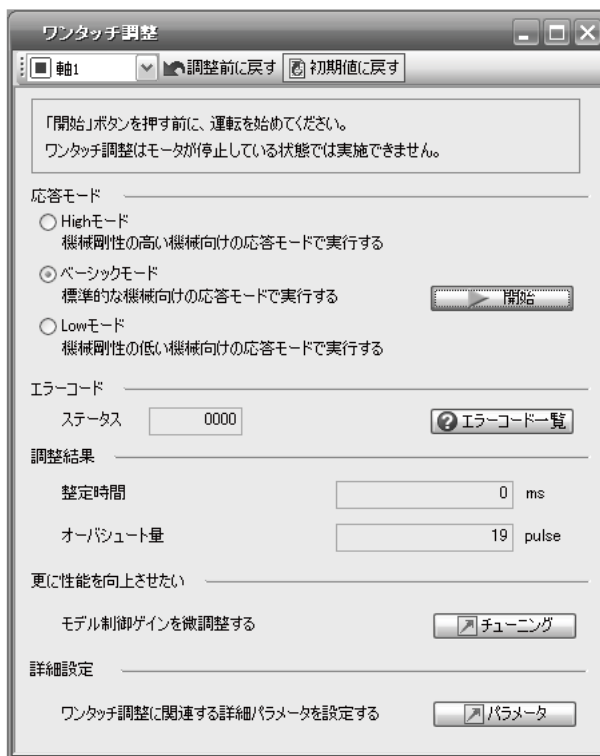 ワンタッチ調整
軸1 調整前に戻す 初期値に戻す
「開始」ボタンを押す前に、運転を始めてください。
ワンタッチ調整はモータが停止している状態では実施できません。
応答モード
Highモード
機械剛性の高い機械向けの応答モードで実行する
ベーシックモード
標準的な機械向けの応答モードで実行する
開始
Lowモード
機械剛性の低い機械向けの応答モードで実行する
エラーコード
ステータス 0000 エラーコード一覧
調整結果
整定時間 0 ms
オーバシュート量 19 pulse
更に性能を向上させたい
モデル制御ゲインを微調整する チューニング
詳細設定
ワンタッチ調整に関連する詳細パラメータを設定する パラメータ